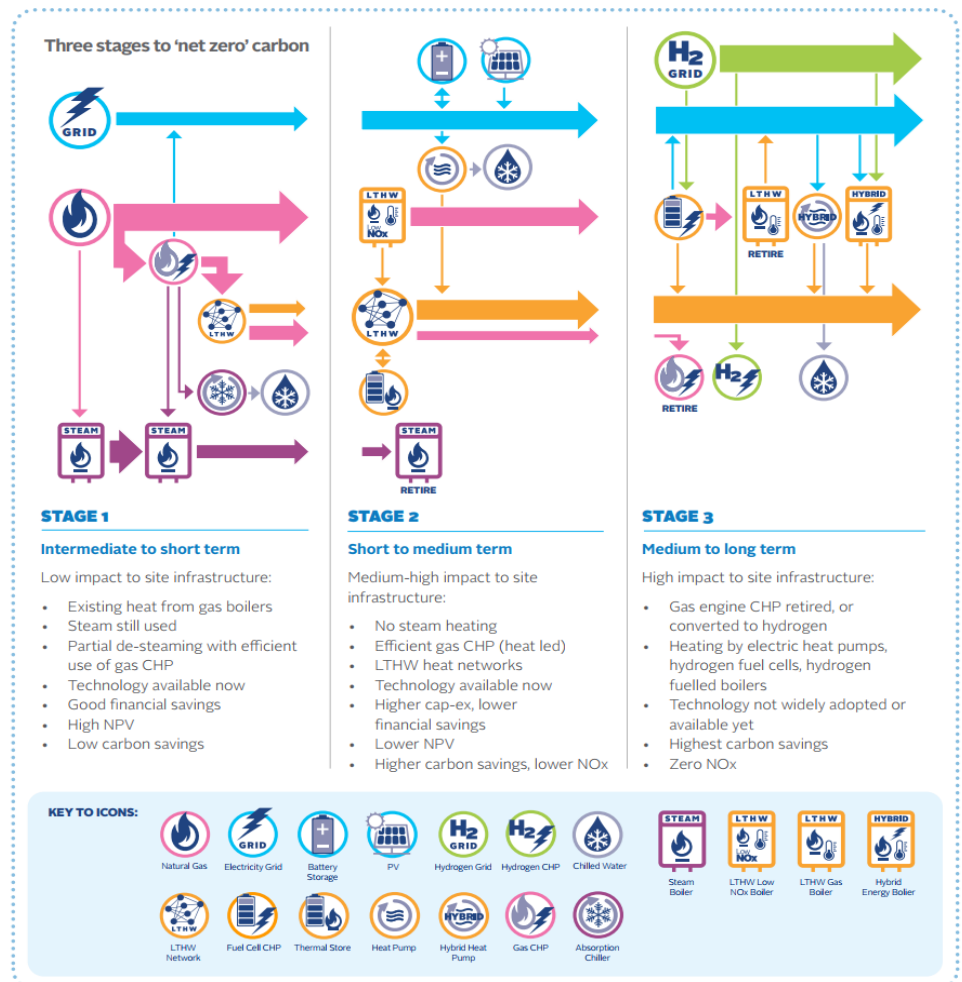 Three stages to ‘net zero’ carbon
GRID
LTHW
STEAM
STEAM
LTHW
Low
NOx
LTHW
STEAM
RETIRE
H2
GRID
LTHW
RETIRE
HYBRID
HYBRID
RETIRE
H2
STAGE 1
Intermediate to short term
Low impact to site infrastructure:
• Existing heat from gas boilers
• Steam still used
• Partial de-steaming with efficient
use of gas CHP
• Technology available now
• Good financial savings
• High NPV
• Low carbon savings
STAGE 2
Short to medium term
Medium-high impact to site
infrastructure:
• No steam heating
• Efficient gas CHP (heat led)
• LTHW heat networks
• Technology available now
• Higher cap-ex, lower
financial savings
• Lower NPV
• Higher carbon savings, lower NOx
STAGE 3
Medium to long term
High impact to site infrastructure:
• Gas engine CHP retired, or
converted to hydrogen
• Heating by electric heat pumps,
hydrogen fuel cells, hydrogen
fuelled boilers
• Technology not widely adopted or
available yet
• Highest carbon savings
• Zero NOx
KEY TO ICONS:
Natural Gas
GRID
Electricity Grid
Battery
Storage
PV
H2
GRID
Hydrogen Grid
H2
Hydrogen CHP
Chilled Water
STEAM
Steam
Boiler
LTHW
Low
NOx
LTHW Low
NOx Boiler
LTHW
LTHW Gas
Boiler
HYBRID
Hybrid
Energy Bolier
LTHW
LTHW
Network
Fuel Cell CHP
Thermal Store
Heat Pump
HYBRID
Hybrid Heat
Pump
Gas CHP
Absorption
Chiller